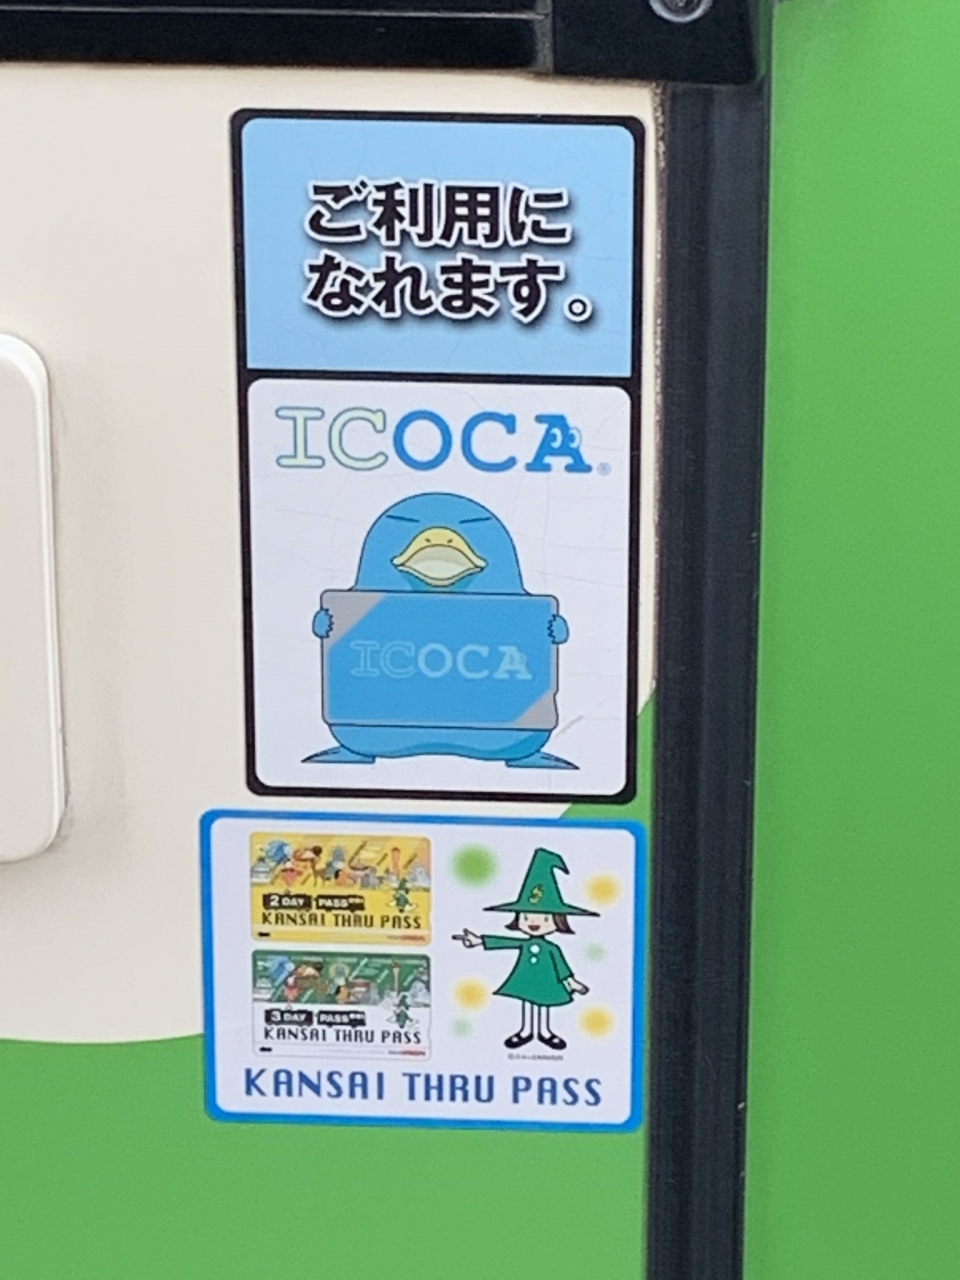 ご利用に
なれます。
ICOCA®
ICOCA
2 DAY PASS
KANSAI THRU PASS
3 DAY PASS
KANSAI THRU PASS
KANSAI THRU PASS